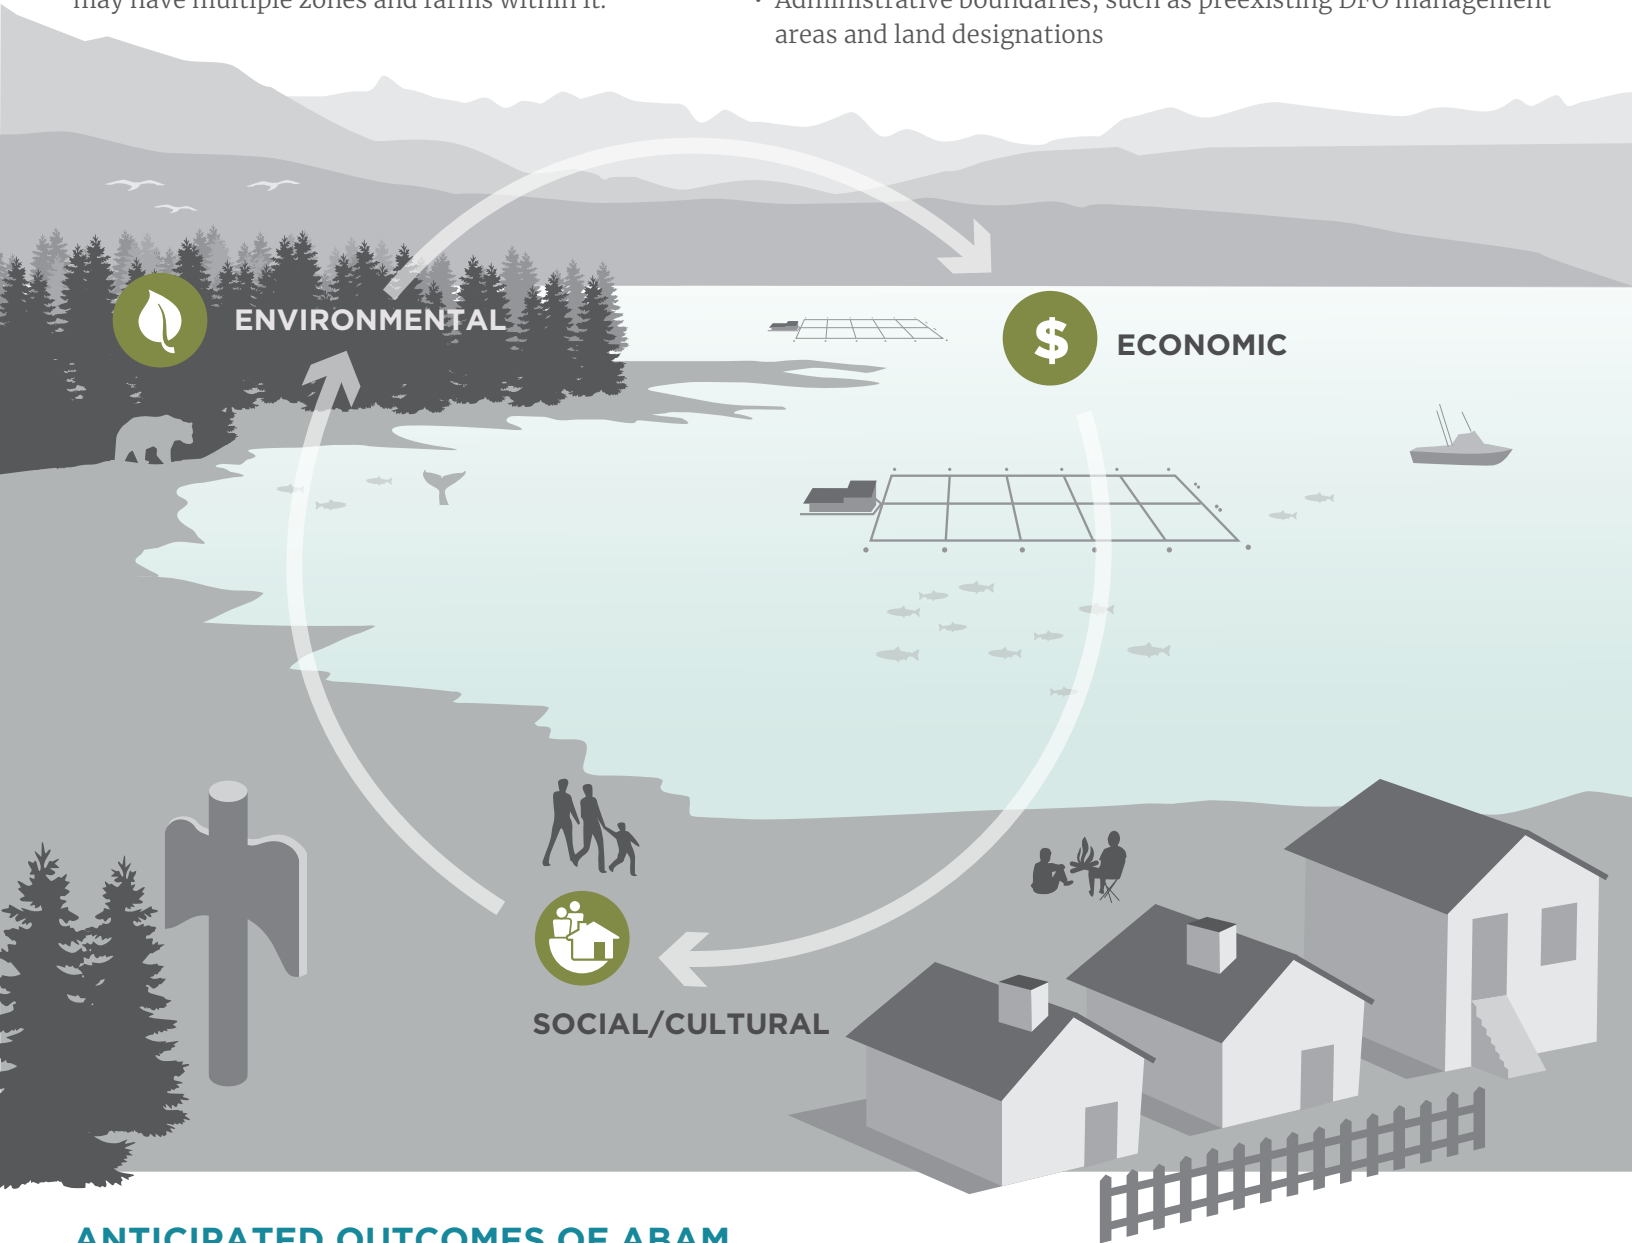 may have multiple zones and farms within it.
· Administrative boundaries, such as preexisting DFO management
areas and land designations
ENVIRONMENTAL
$
ECONOMIC
SOCIAL/CULTURAL
ANTICIPATED OUTCOMES OF ABAM